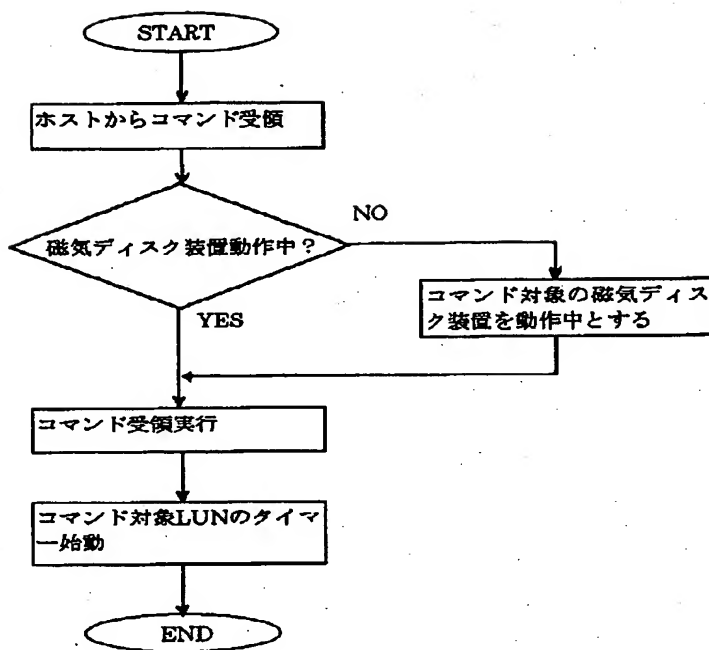 START
ホストからコマンド受領
磁気ディスク装置動作中？
NO
コマンド対象の磁気ディス
ク装置を動作中とする
YES
コマンド受領実行
コマンド対象LUNのタイマ
ー始動
END